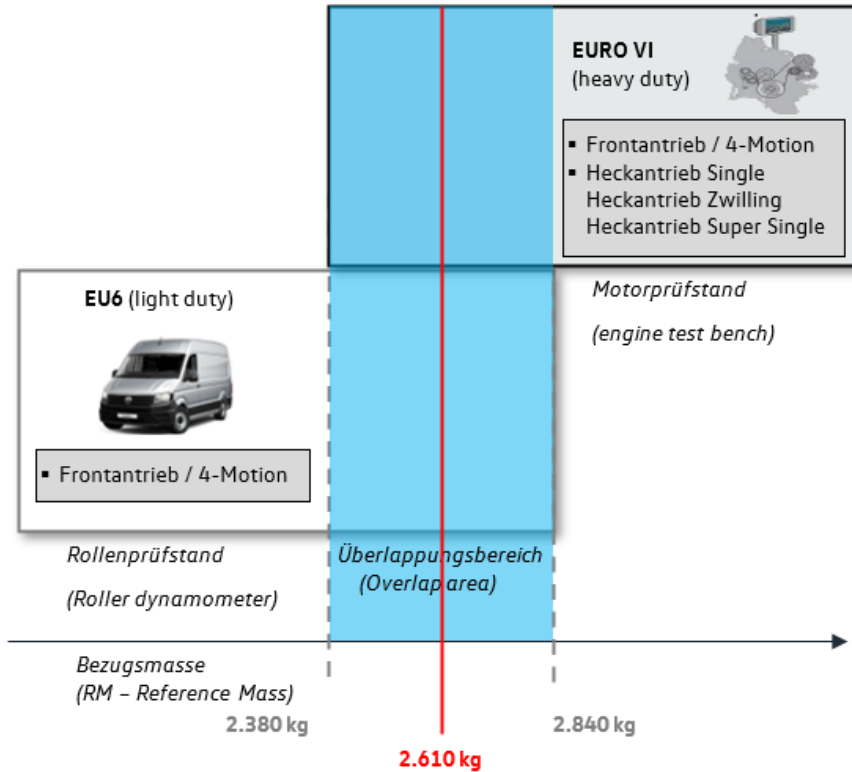 EURO VI
(heavy duty)
▪ Frontantrieb / 4-Motion
▪ Heckantrieb Single
Heckantrieb Zwilling
Heckantrieb Super Single
EU6 (light duty)
Motorprüfstand
(engine test bench)
▪ Frontantrieb / 4-Motion
Rollenprüfstand
(Roller dynamometer)
Überlappungsbereich
(Overlap area)
Bezugsmasse
(RM – Reference Mass)
2.380 kg
2.840 kg
2.610 kg